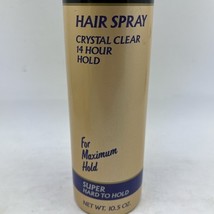 HAIR SPRAY
CRYSTAL CLEAR
14 HOUR
HOLD
For
Maximum
Hold
SUPER
HARD TO HOLD
NET WT. 10.5 OZ.